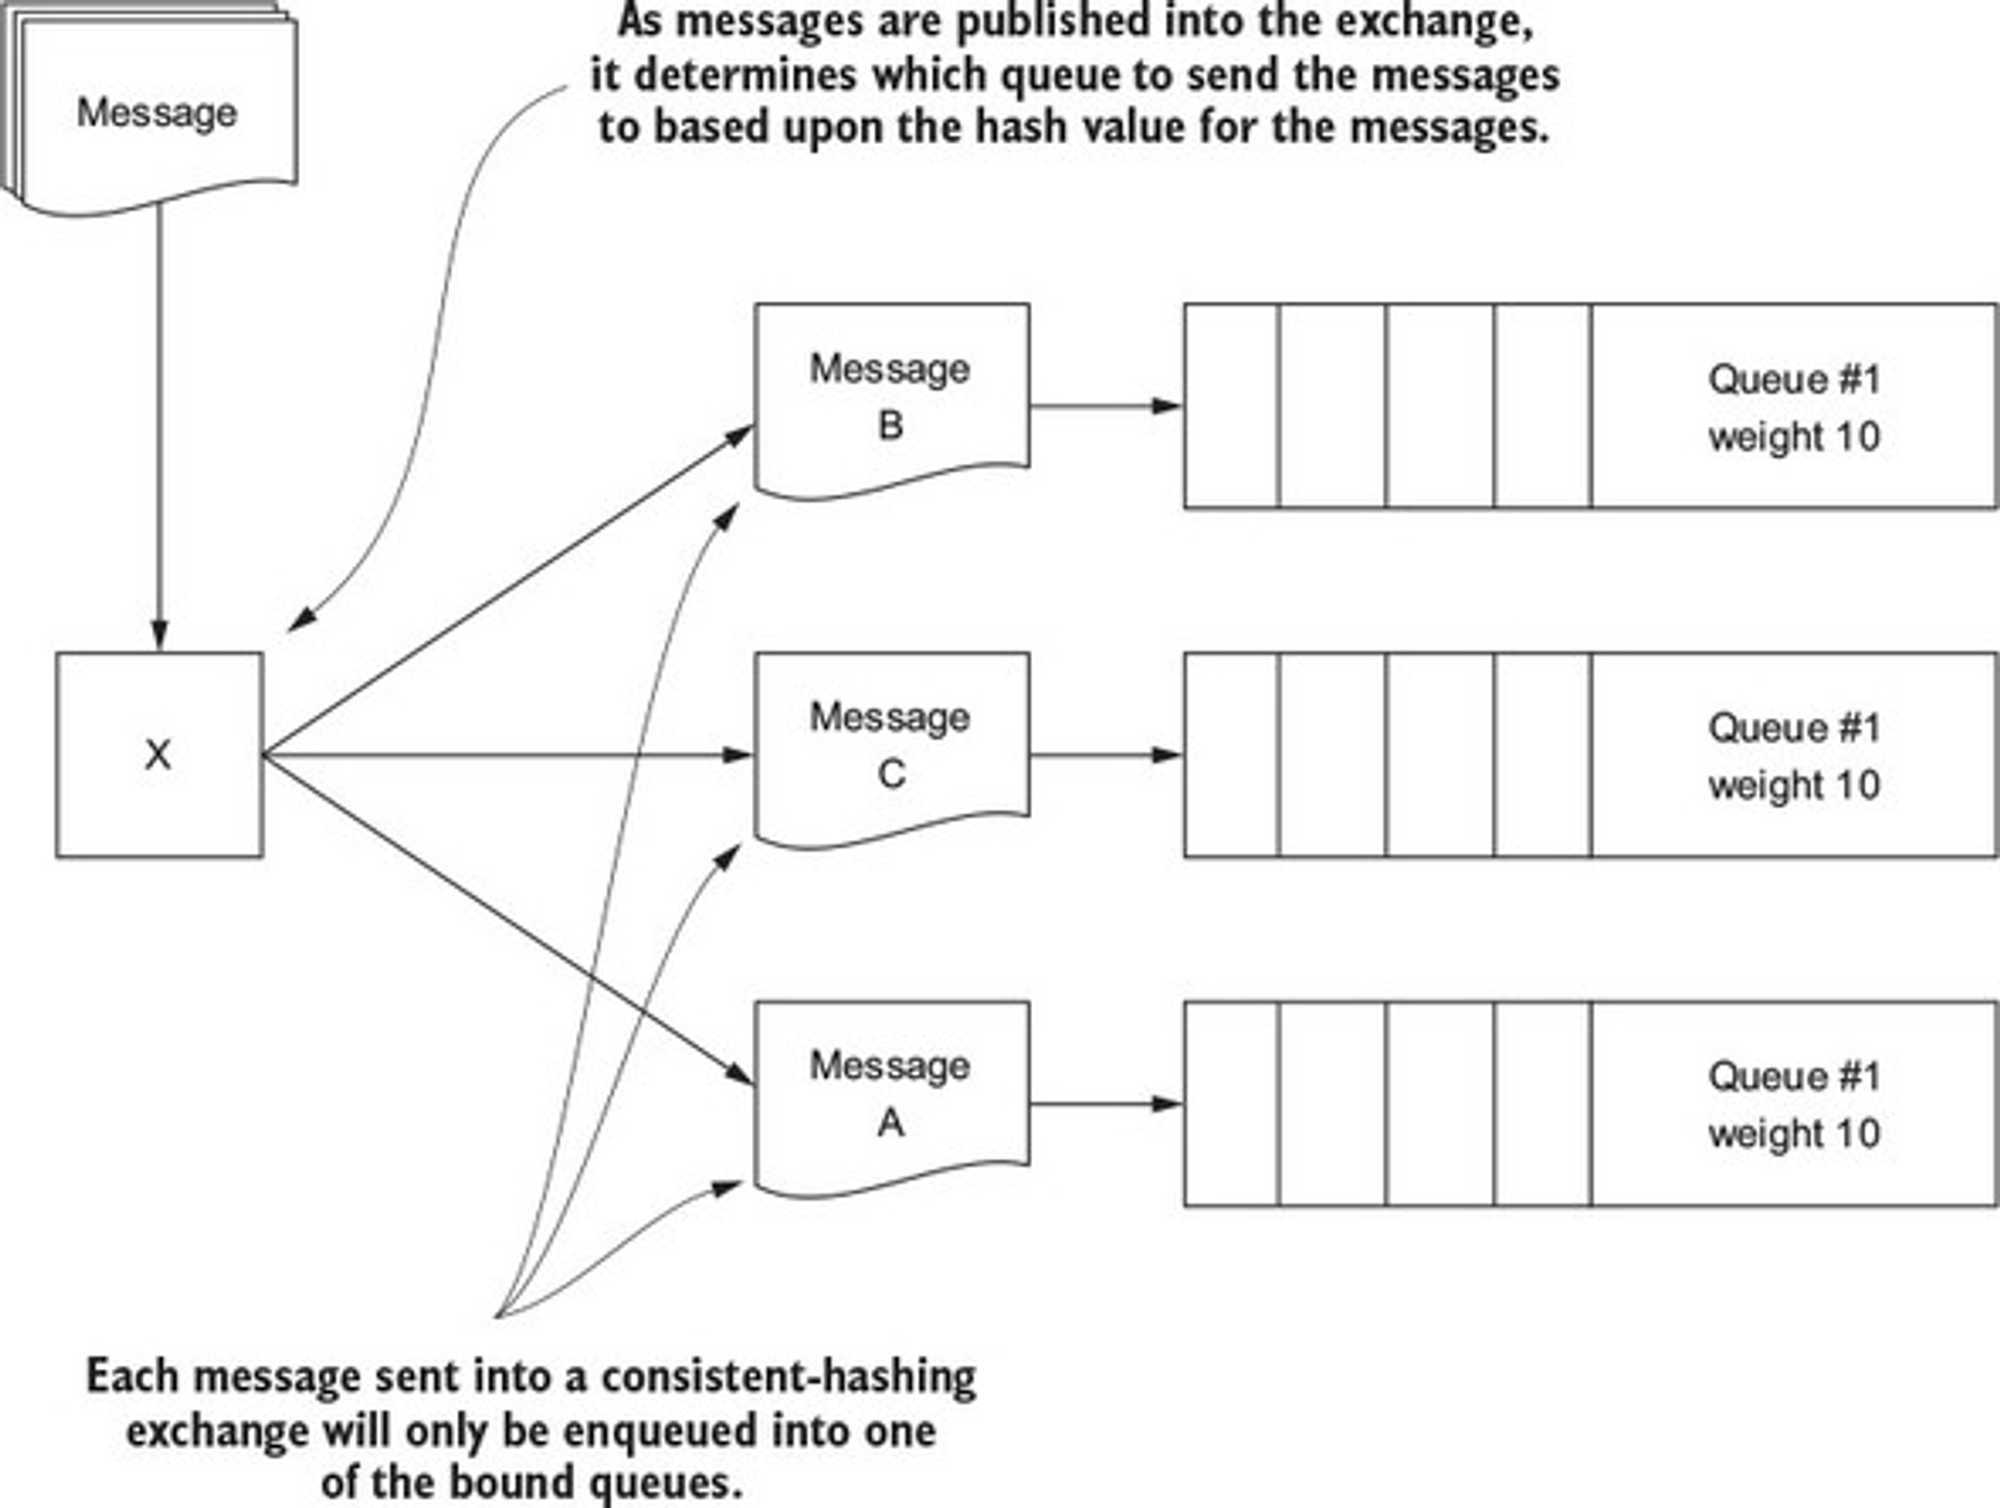 As messages are published into the exchange,
it determines which queue to send the messages
to based upon the hash value for the messages.
Message
Message
B
Queue #1
weight 10
X
Message
C
Queue #1
weight 10
Message
A
Queue #1
weight 10
Each message sent into a consistent-hashing
exchange will only be enqueued into one
of the bound queues.